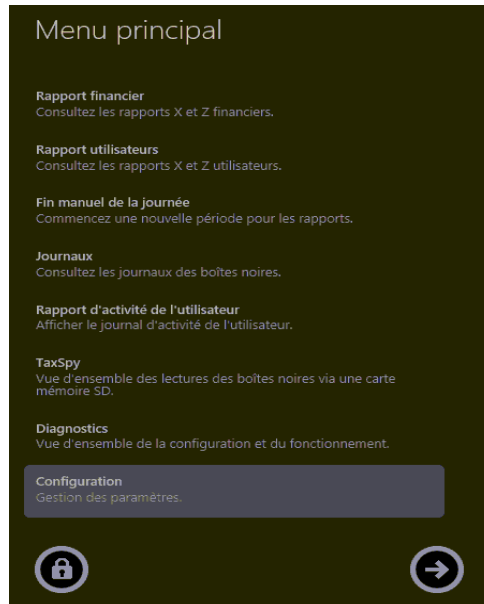 Menu principal
Rapport financier
Consultez les rapports X et Z financiers.
Rapport utilisateurs
Consultez les rapports X et Z utilisateurs.
Fin manuel de la journée
Commencez une nouvelle période pour les rapports.
Journaux
Consultez les journaux des boîtes noires.
Rapport d'activité de l'utilisateur
Afficher le journal d'activité de l'utilisateur.
TaxSpy
Vue d'ensemble des lectures des boîtes noires via une carte
mémoire SD.
Diagnostics
Vue d'ensemble de la configuration et du fonctionnement.
Configuration
Gestion des paramètres.